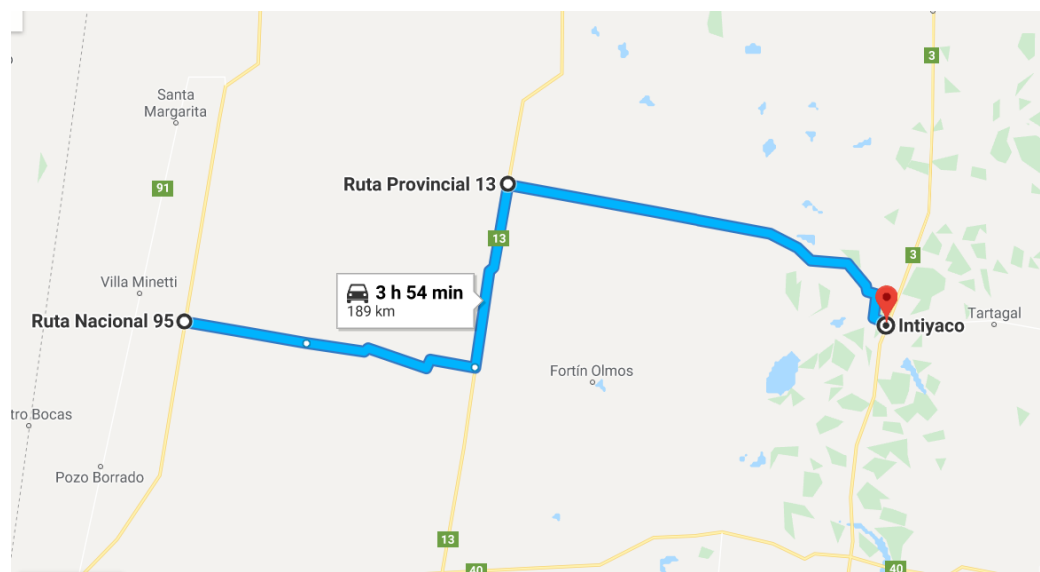 3
Santa
Margarita
91
Ruta Provincial 13
13
3
Villa Minetti
3 h 54 min
189 km
Ruta Nacional 95
Tartagal
Intiyaco
Fortín Olmos
tro Bocas
Pozo Borrado
13
40
40